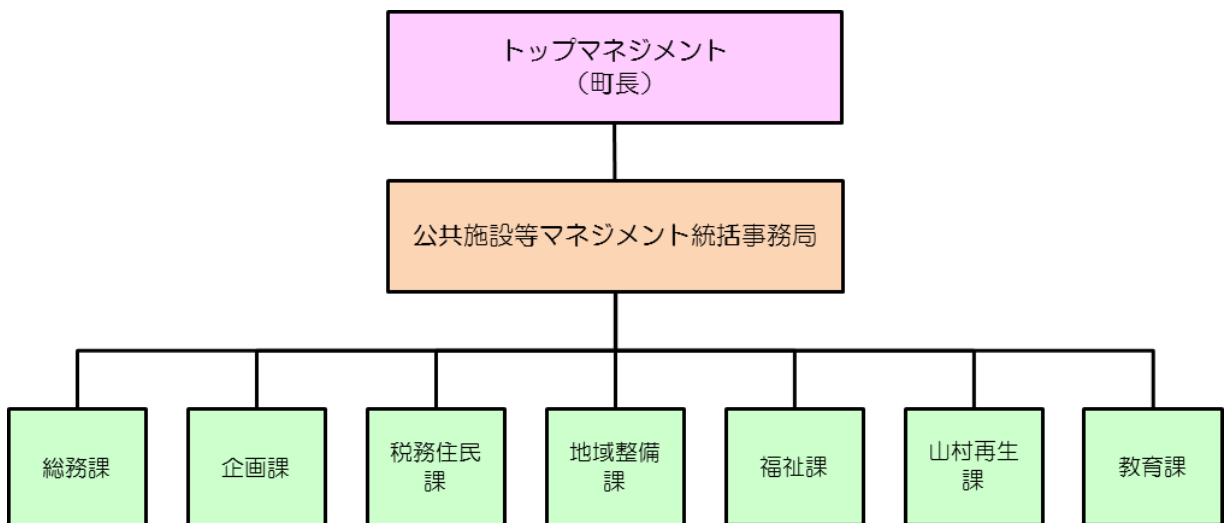 トップマネジメント
（町長）
公共施設等マネジメント統括事務局
総務課
企画課
税務住民
課
地域整備
課
福祉課
山村再生
課
教育課